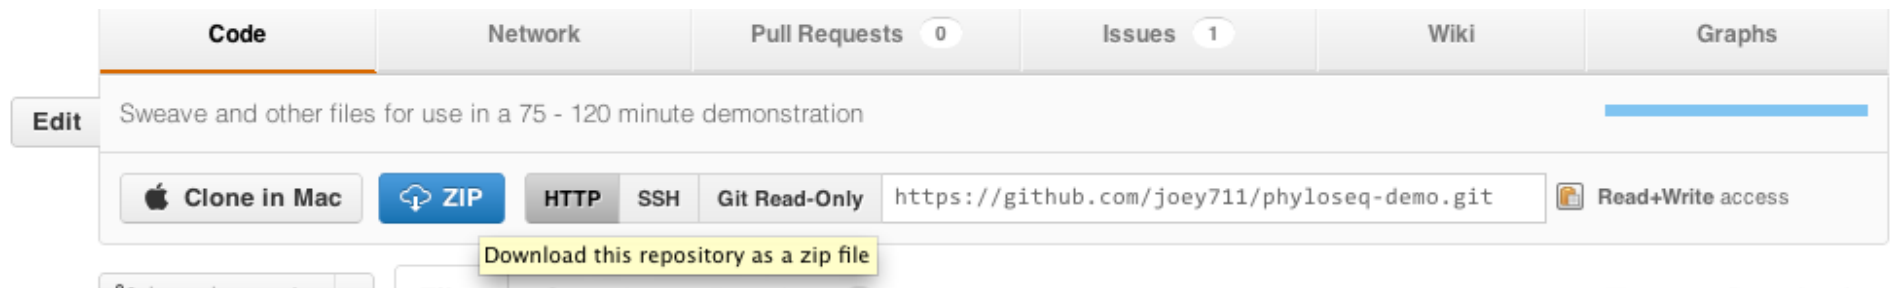 Code Network Pull Requests 0 Issues 1 Wiki Graphs
Edit
Sweave and other files for use in a 75 - 120 minute demonstration
Clone in Mac ZIP HTTP SSH Git Read-Only https://github.com/joey711/phyloseq-demo.git Read+Write access
Download this repository as a zip file